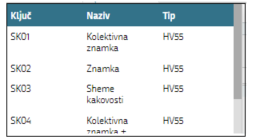 Ključ Naziv Tip
SK01 Kolektivna znamka HV55
SK02 Znamka HV55
SK03 Sheme kakovosti HV55
SK04 Kolektivna znamka + HV55